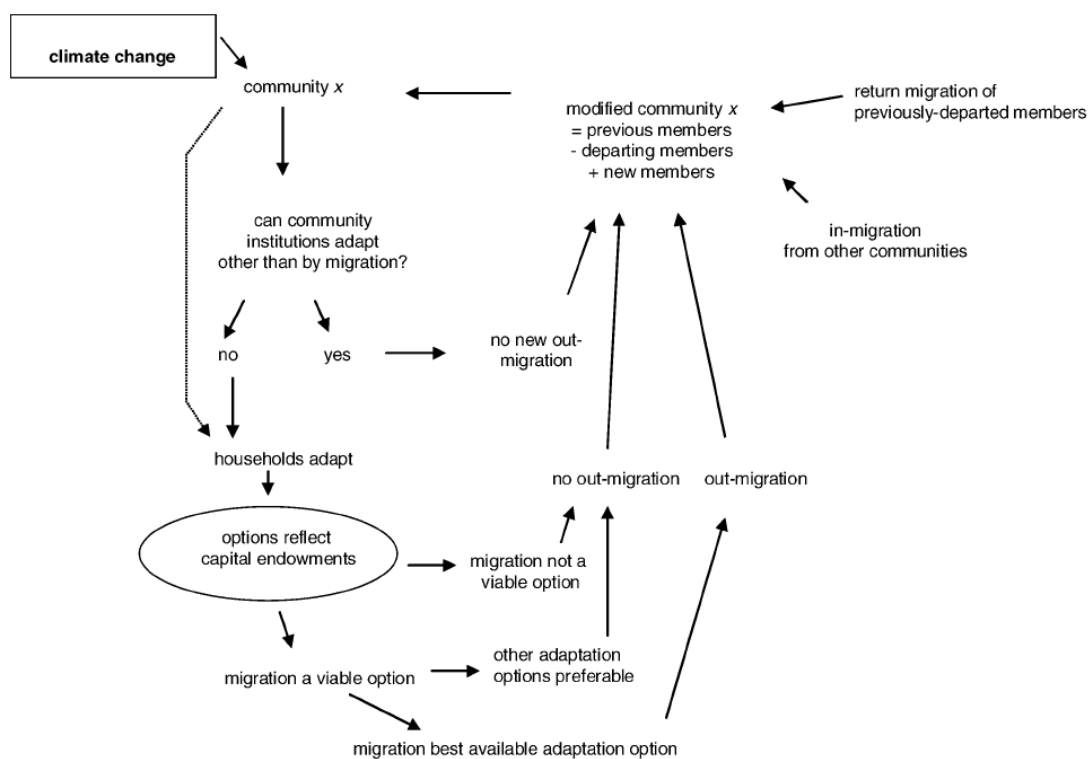 climate change
community x
return migration of
previously-departed members
modified community x
= previous members
- departing members
+ new members
can community
institutions adapt
other than by migration?
in-migration
from other communities
no
yes
no new out-
migration
households adapt
no out-migration
out-migration
options reflect
capital endowments
migration not a
viable option
other adaptation
options preferable
migration a viable option
migration best available adaptation option